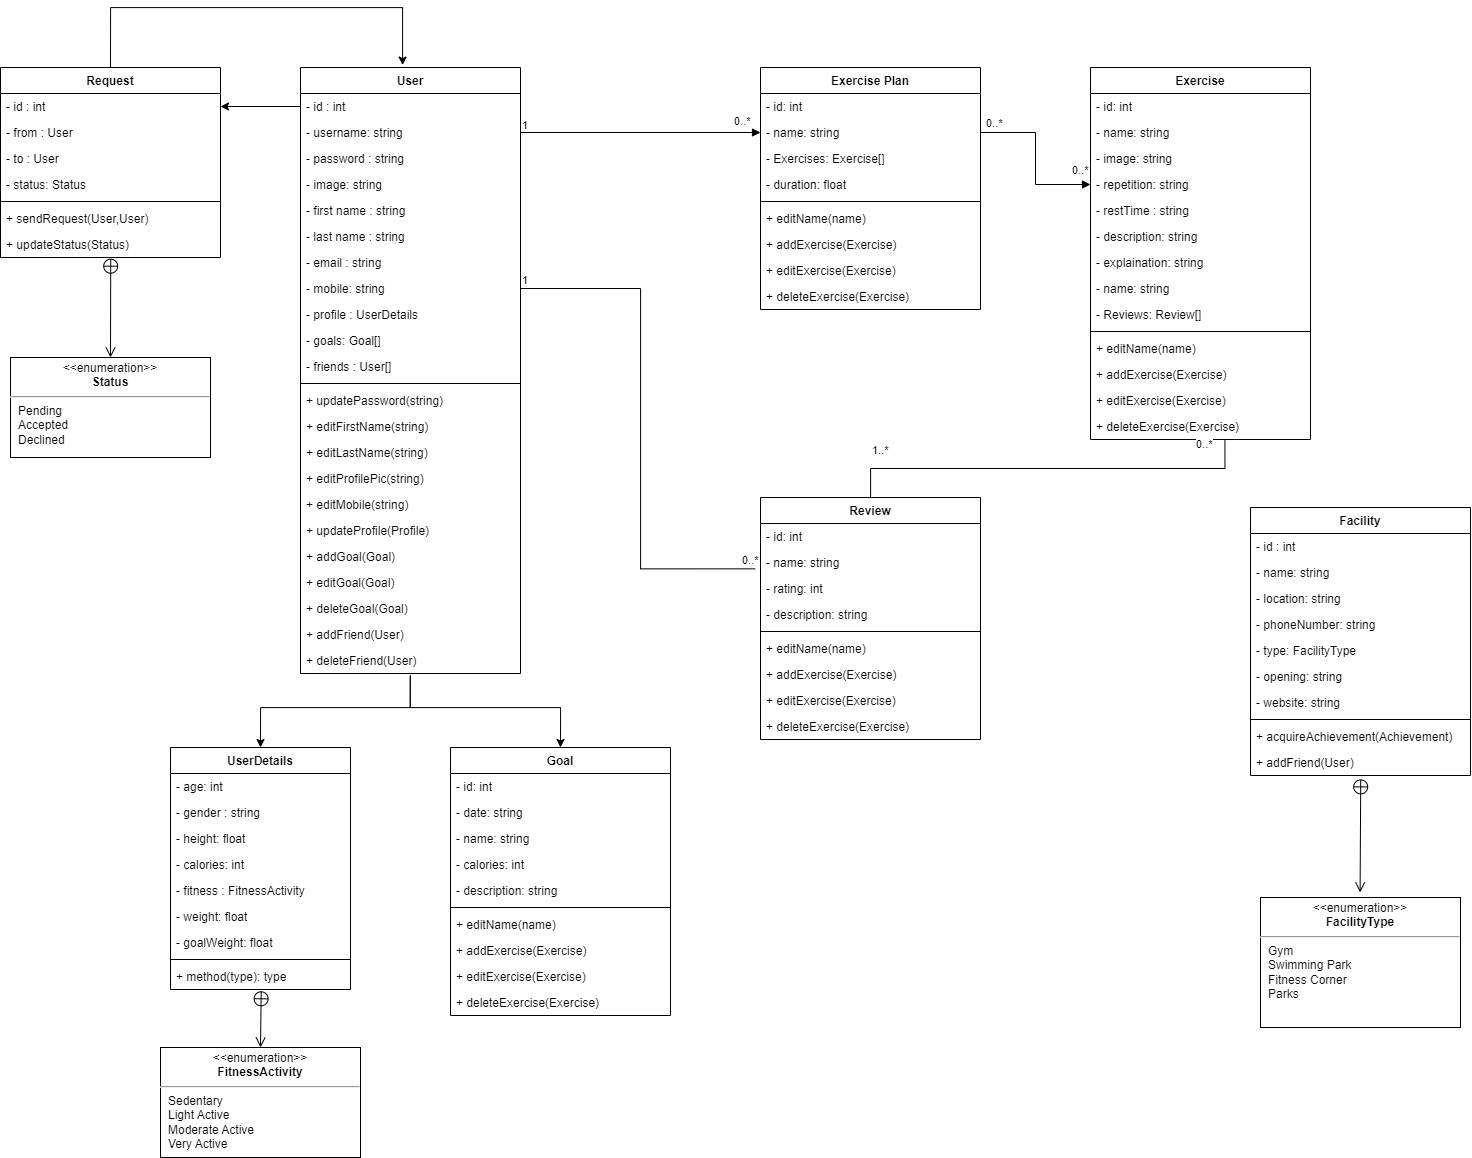 Request
- id : int
- from : User
- to : User
- status: Status
+ sendRequest(User,User)
+ updateStatus(Status)
<<enumeration>>
Status
Pending
Accepted
Declined
User
- id : int
- username: string
- password : string
- image: string
- first name : string
- last name : string
- email : string
- mobile: string
- profile : UserDetails
- goals: Goal[]
- friends : User[]
+ updatePassword(string)
+ editFirstName(string)
+ editLastName(string)
+ editProfilePic(string)
+ editMobile(string)
+ updateProfile(Profile)
+ addGoal(Goal)
+ editGoal(Goal)
+ deleteGoal(Goal)
+ addFriend(User)
+ deleteFriend(User)
1
0..*
1
0..*
Exercise Plan
- id: int
- name: string
- Exercises: Exercise[]
- duration: float
+ editName(name)
+ addExercise(Exercise)
+ editExercise(Exercise)
+ deleteExercise(Exercise)
0..*
0..*
Exercise
- id: int
- name: string
- image: string
- repetition: string
- restTime : string
- description: string
- explaination: string
- name: string
- Reviews: Review[]
+ editName(name)
+ addExercise(Exercise)
+ editExercise(Exercise)
+ deleteExercise(Exercise)
0..*
1..*
Review
- id: int
- name: string
- rating: int
- description: string
+ editName(name)
+ addExercise(Exercise)
+ editExercise(Exercise)
+ deleteExercise(Exercise)
Facility
- id : int
- name: string
- location: string
- phoneNumber: string
- type: FacilityType
- opening: string
- website: string
+ acquireAchievement(Achievement)
+ addFriend(User)
<<enumeration>>
FacilityType
Gym
Swimming Park
Fitness Corner
Parks
UserDetails
- age: int
- gender : string
- height: float
- calories: int
- fitness : FitnessActivity
- weight: float
- goalWeight: float
+ method(type): type
<<enumeration>>
FitnessActivity
Sedentary
Light Active
Moderate Active
Very Active
Goal
- id: int
- date: string
- name: string
- calories: int
- description: string
+ editName(name)
+ addExercise(Exercise)
+ editExercise(Exercise)
+ deleteExercise(Exercise)